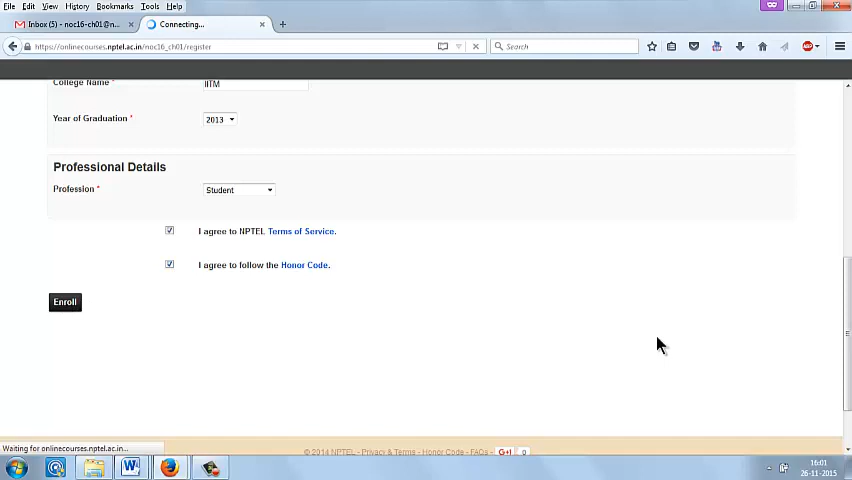 File Edit View History Bookmarks Tools Help
Inbox (5) - noc16-ch01@n... × Connecting... × +
https://onlinecourses.nptel.ac.in/noc16_ch01/register Search
College Name * IITM
Year of Graduation * 2013
Professional Details
Profession * Student
I agree to NPTEL Terms of Service.
I agree to follow the Honor Code.
Enroll
© 2014 NPTEL - Privacy & Terms - Honor Code - FAQs - G+1 0
Waiting for onlinecourses.nptel.ac.in...
16:01
26-11-2015